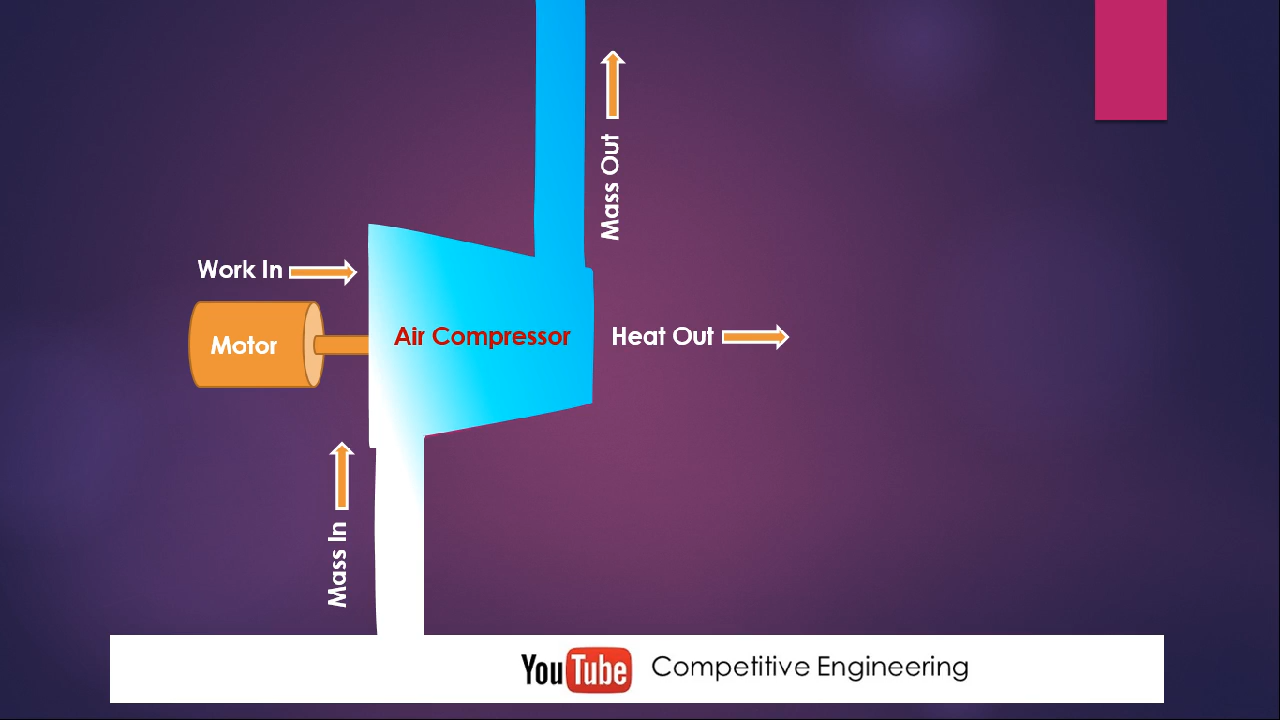 Mass Out
Work In
Motor
Air Compressor
Heat Out
Mass In
YouTube Competitive Engineering